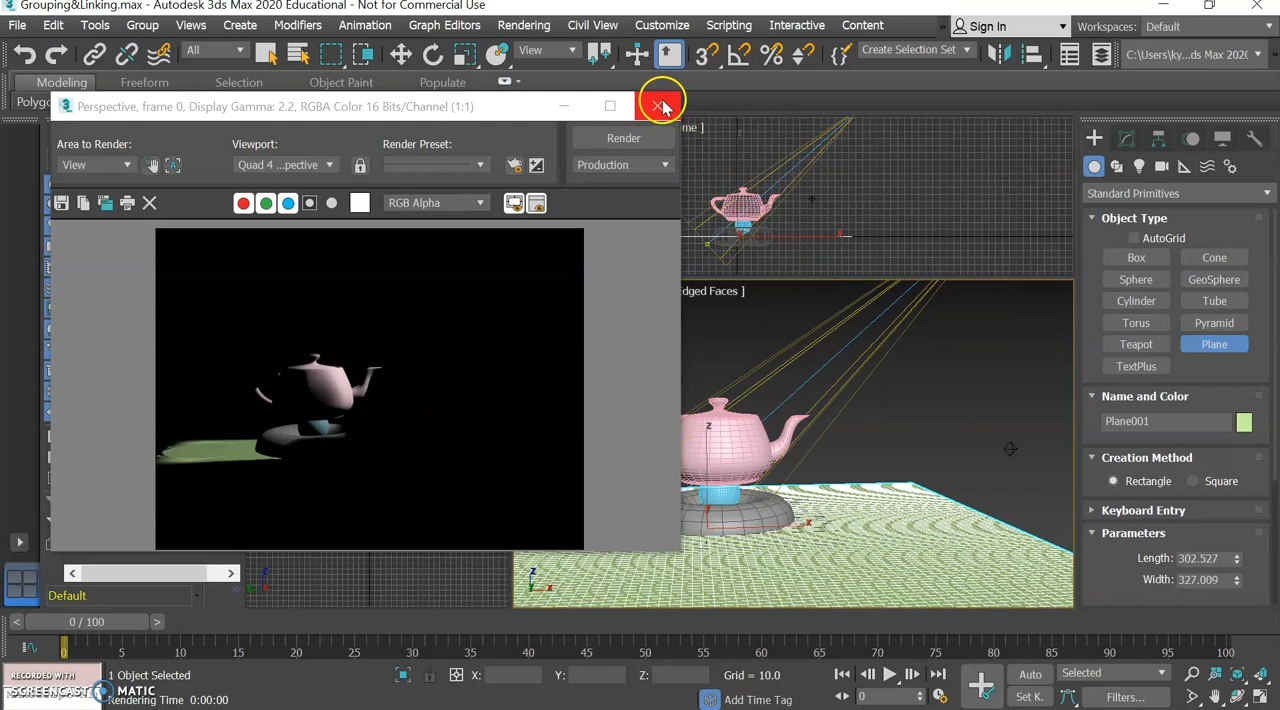 Grouping&Linking.max - Autodesk 3ds Max 2020 Educational - Not for Commercial Use
File Edit Tools Group Views Create Modifiers Animation Graph Editors Rendering Civil View Customize Scripting Interactive Content » Sign In Workspaces: Default
All View Create Selection Set C:\Users\ky...ds Max 2020
Modeling Freeform Selection Object Paint Populate
Polyg
Perspective, frame 0, Display Gamma: 2.2, RGBA Color 16 Bits/Channel (1:1)
Area to Render: Viewport: Render Preset: Render
View Quad 4 ...pective Production
RGB Alpha
me ]
dged Faces ]
z
x
z
y
x
z
x
Standard Primitives
Object Type
AutoGrid
Box Cone
Sphere GeoSphere
Cylinder Tube
Torus Pyramid
Teapot Plane
TextPlus
Name and Color
Plane001
Creation Method
Rectangle Square
Keyboard Entry
Parameters
Length: 302.527
Width: 327.009
Default
0 / 100
0 5 10 15 20 25 30 35 40 45 50 55 60 65 70 75 80 85 90 95 100
RECORDED WITH
SCREENCAST MATIC
1 Object Selected
Rendering Time 0:00:00
X: Y: Z: Grid = 10.0
Add Time Tag
0
Auto Selected
Set K. Filters...